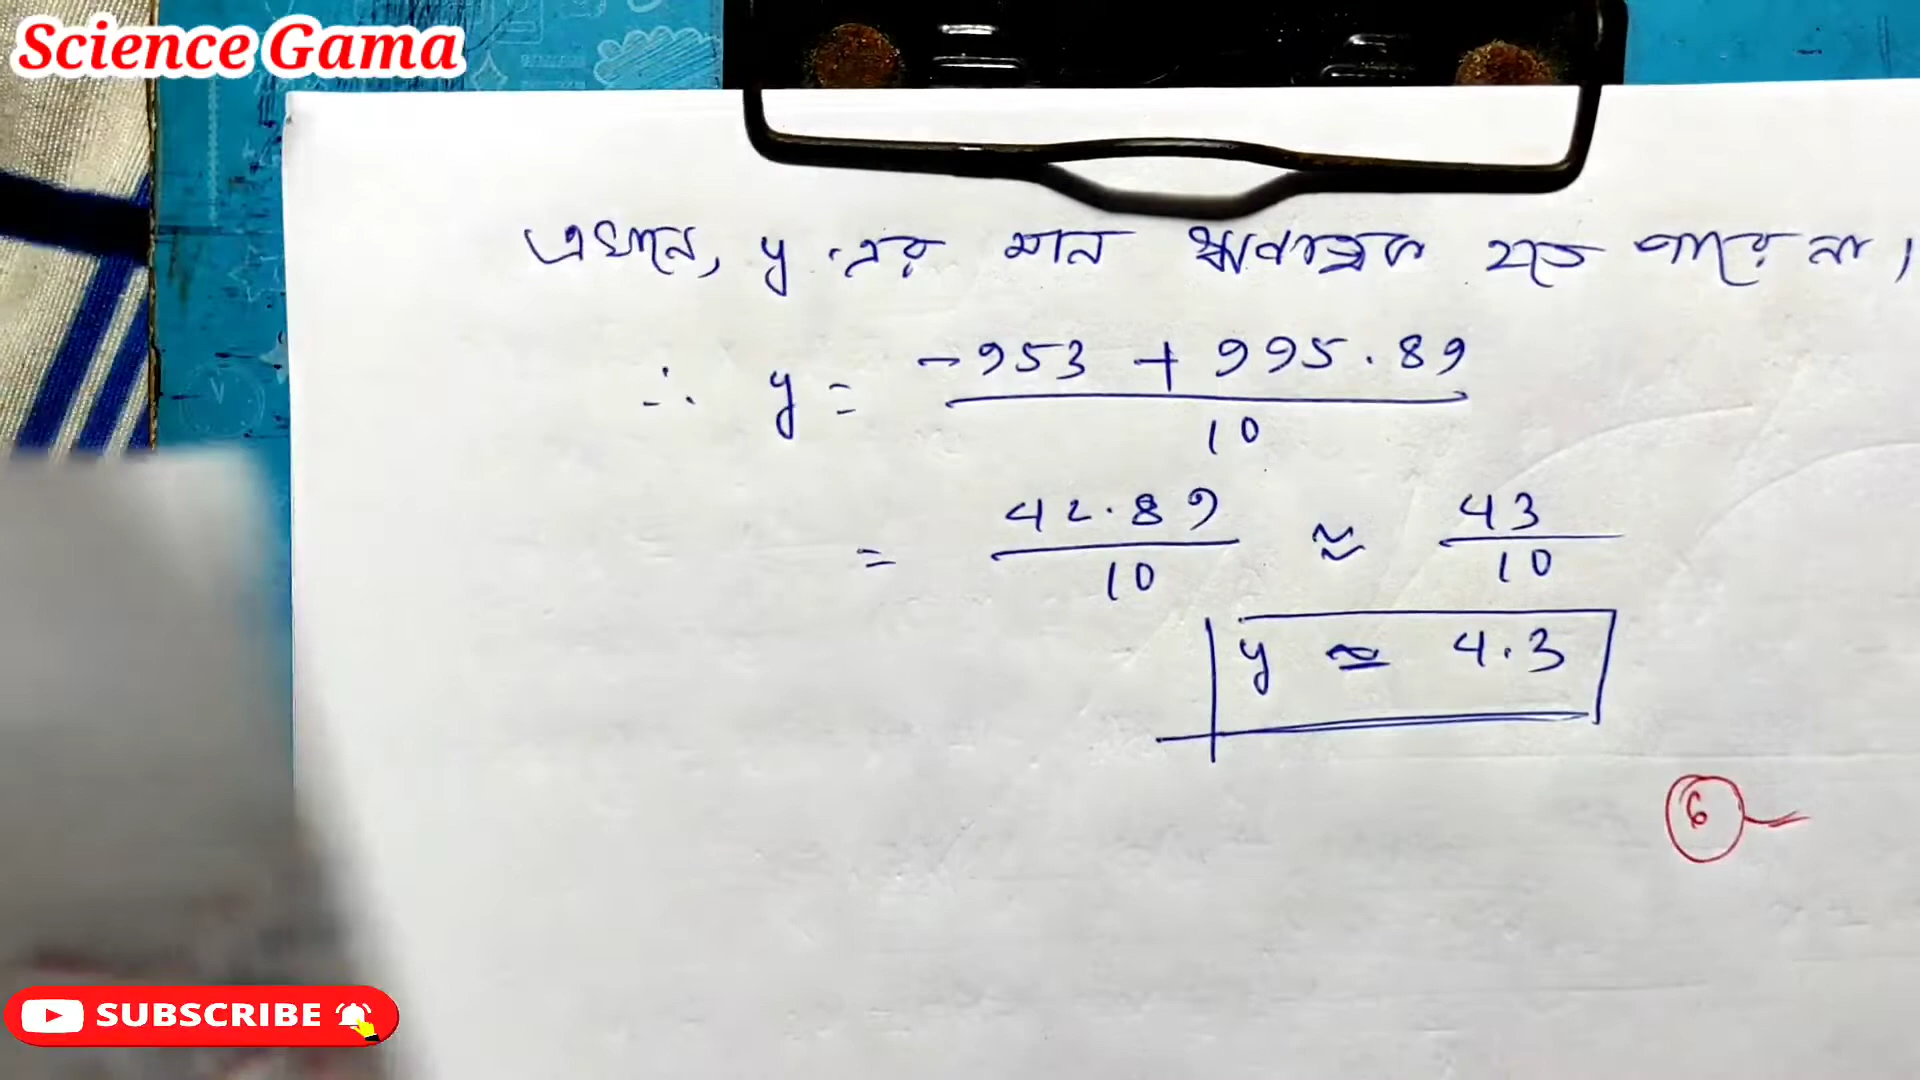 Science Gama
এখানে, y এর মান ঋণাত্মক হতে পারে না।
∴ y = -953 + 995.89 / 10
= 42.89 / 10 ≈ 43 / 10
y ≃ 4.3
6
SUBSCRIBE